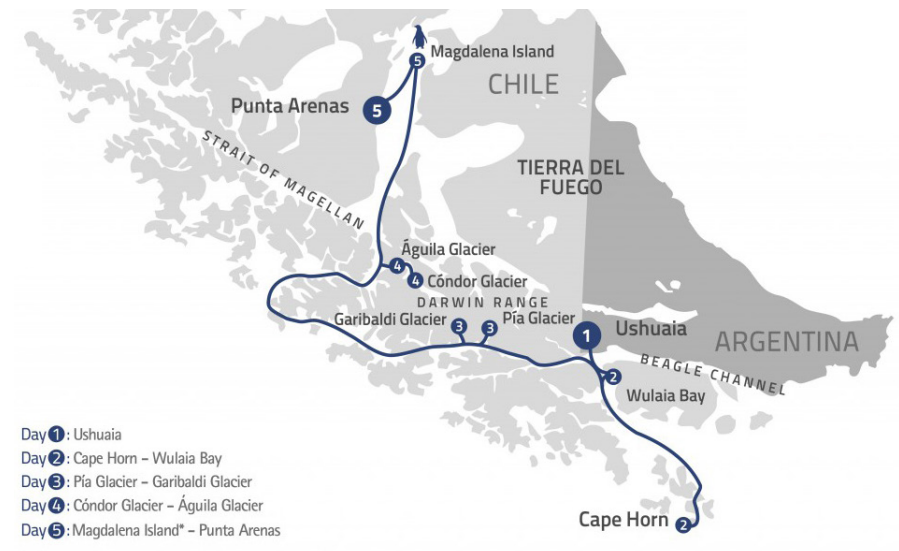 5
Magdalena Island
CHILE
Punta Arenas
5
STRAIT OF MAGELLAN
TIERRA DEL
FUEGO
Águila Glacier
4
4
Cóndor Glacier
DARWIN RANGE
Garibaldi Glacier
3
3
Pía Glacier
1
Ushuaia
ARGENTINA
BEAGLE CHANNEL
2
Wulaia Bay
Cape Horn
2
Day 1: Ushuaia
Day 2: Cape Horn – Wulaia Bay
Day 3: Pía Glacier – Garibaldi Glacier
Day 4: Cóndor Glacier – Águila Glacier
Day 5: Magdalena Island* – Punta Arenas